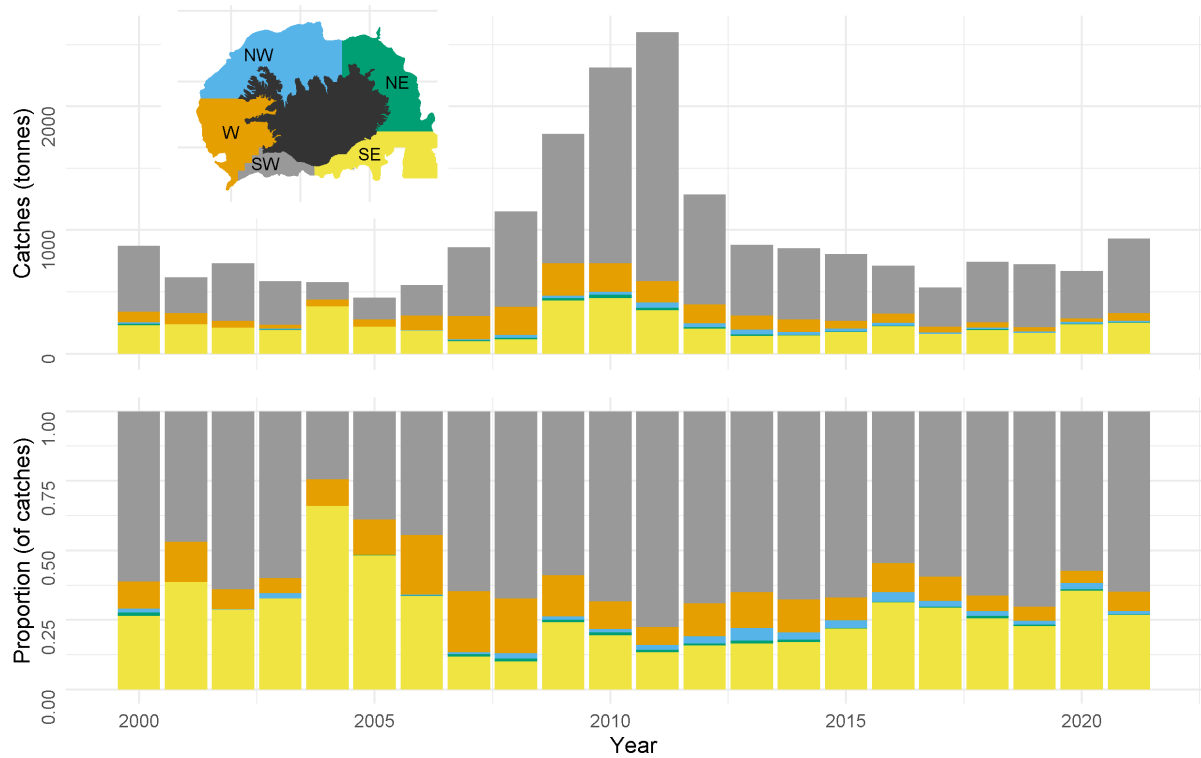 Catches (tonnes)
2000
1000
0
NW
NE
W
SW
SE
Proportion (of catches)
1.00
0.75
0.50
0.25
0.00
2000 2005 2010 2015 2020
Year